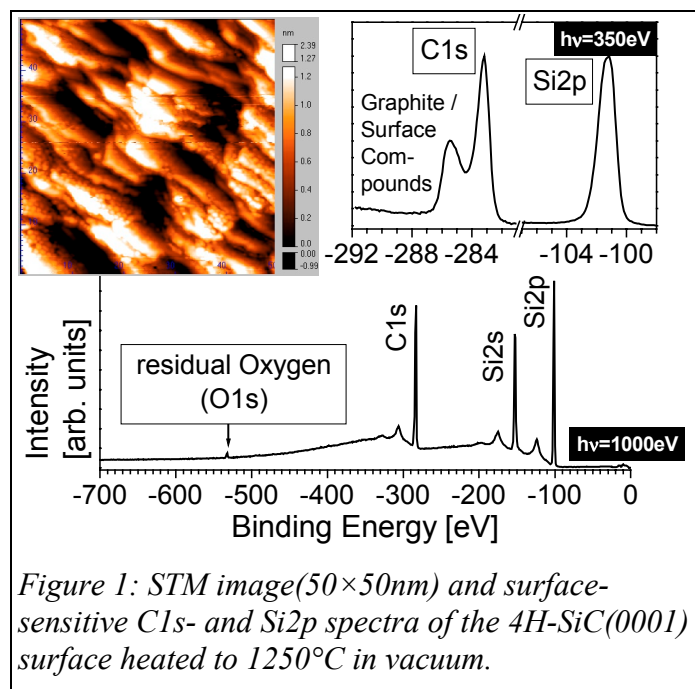 nm
2.39
1.27
1.2
1.0
0.8
0.6
0.4
0.2
0.00
0.00
-0.99
C1s
hν=350eV
Si2p
Graphite /
Surface
Com-
pounds
-292 -288 -284 -104 -100
C1s
Si2s
Si2p
residual Oxygen
(O1s)
Intensity
[arb. units]
hν=1000eV
-700 -600 -500 -400 -300 -200 -100 0
Binding Energy [eV]
Figure 1: STM image(50×50nm) and surface-
sensitive C1s- and Si2p spectra of the 4H-SiC(0001)
surface heated to 1250°C in vacuum.